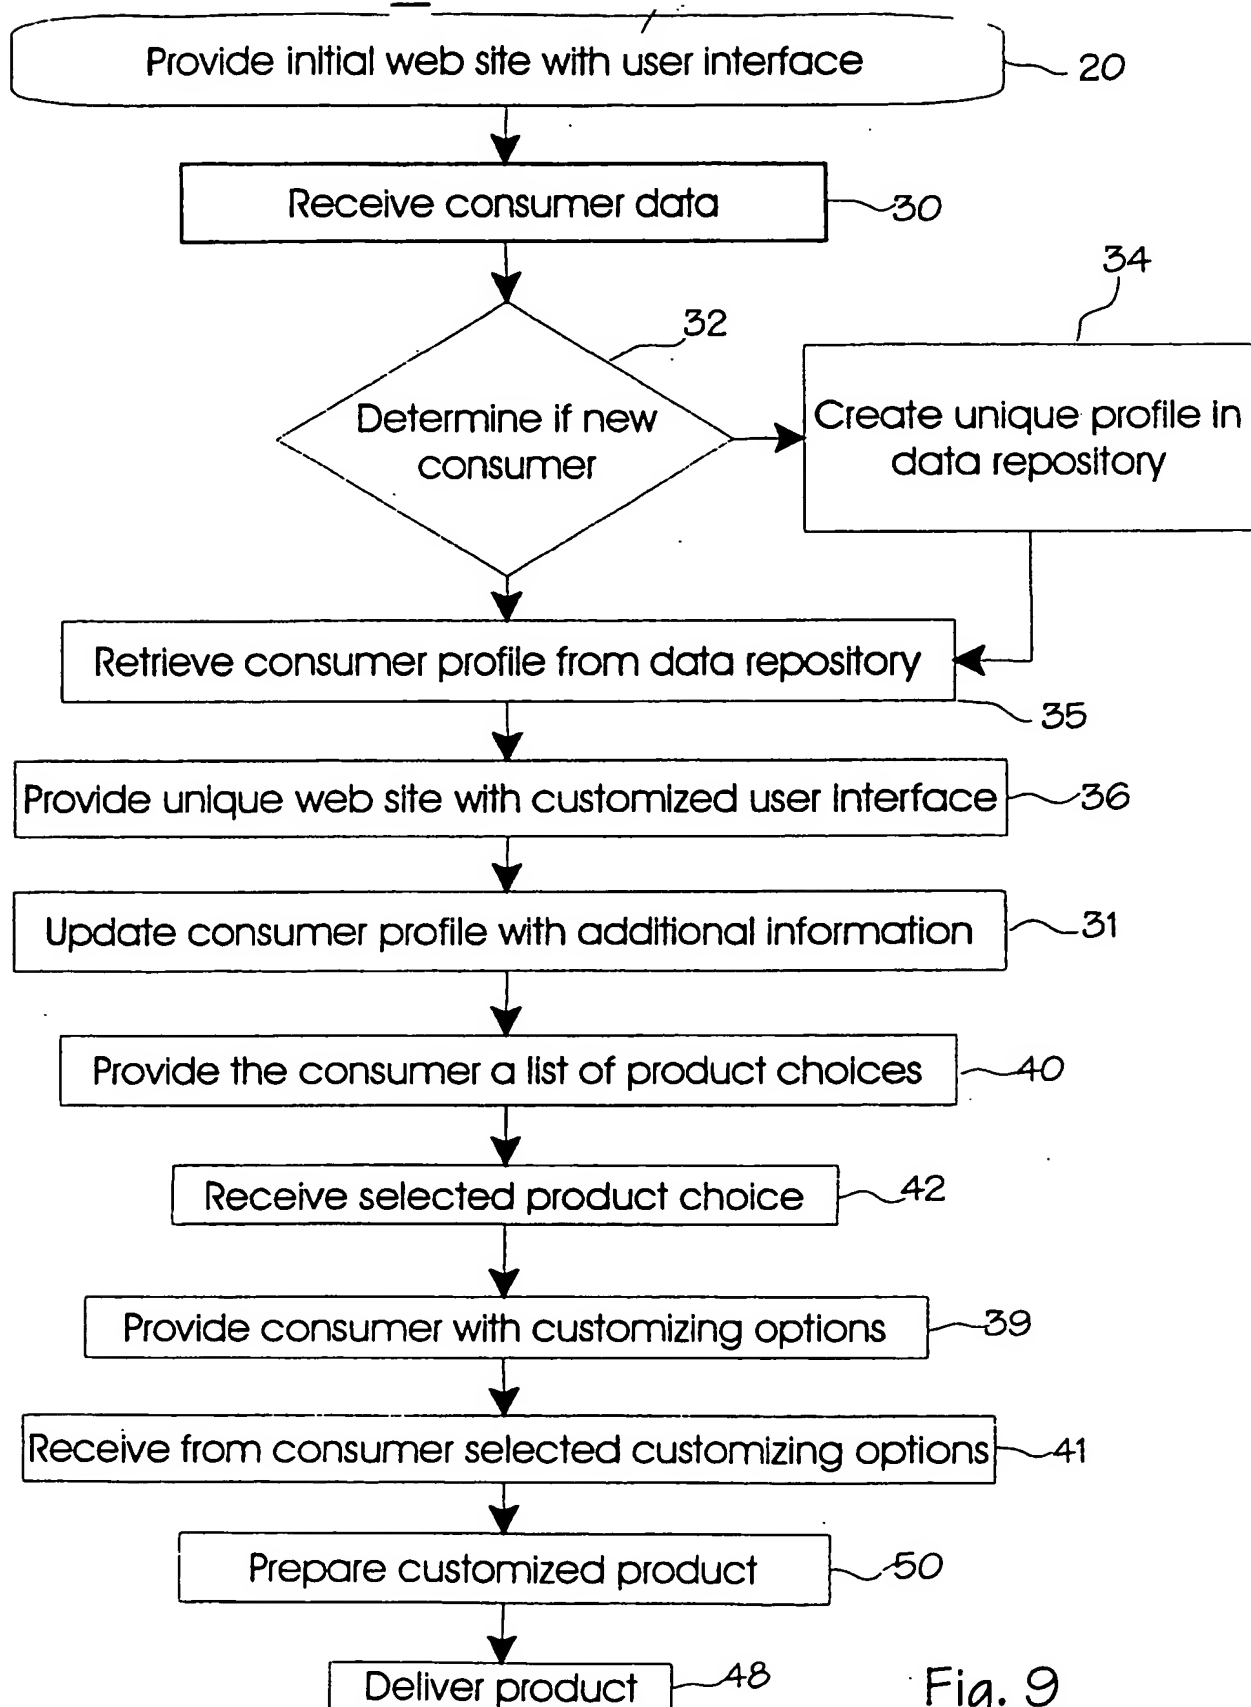 Provide initial web site with user interface
20
Receive consumer data
30
34
32
Determine if new
consumer
Create unique profile in
data repository
Retrieve consumer profile from data repository
35
Provide unique web site with customized user interface
36
Update consumer profile with additional information
31
Provide the consumer a list of product choices
40
Receive selected product choice
42
Provide consumer with customizing options
39
Receive from consumer selected customizing options
41
Prepare customized product
50
Deliver product
48
Fig. 9